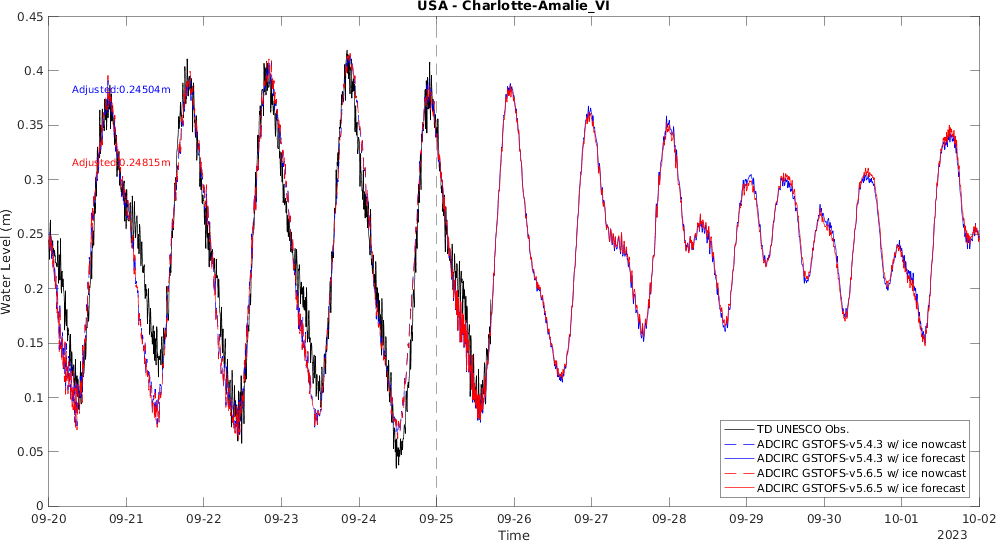 USA - Charlotte-Amalie_VI
0.45
0.4
0.35
0.3
0.25
0.2
0.15
0.1
0.05
0
Water Level (m)
Adjusted:0.24504m
Adjusted:0.24815m
TD UNESCO Obs.
ADCIRC GSTOFS-v5.4.3 w/ ice nowcast
ADCIRC GSTOFS-v5.4.3 w/ ice forecast
ADCIRC GSTOFS-v5.6.5 w/ ice nowcast
ADCIRC GSTOFS-v5.6.5 w/ ice forecast
09-20 09-21 09-22 09-23 09-24 09-25 09-26 09-27 09-28 09-29 09-30 10-01 10-02
Time
2023